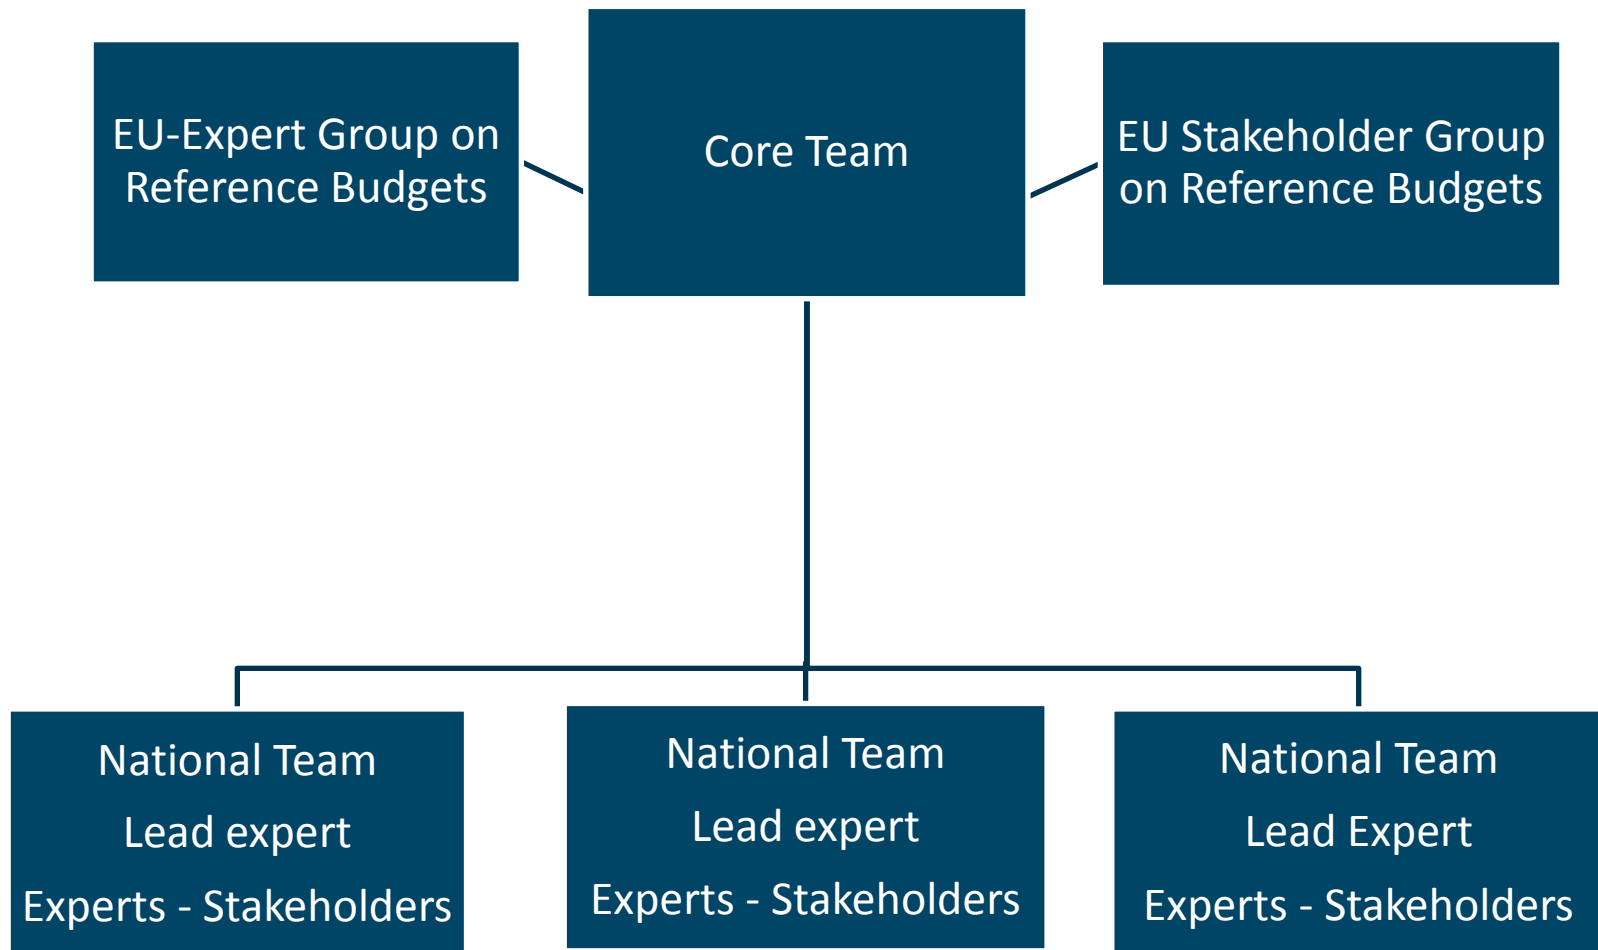 EU-Expert Group on
Reference Budgets
Core Team
EU Stakeholder Group
on Reference Budgets
National Team
Lead expert
Experts - Stakeholders
National Team
Lead expert
Experts - Stakeholders
National Team
Lead Expert
Experts - Stakeholders